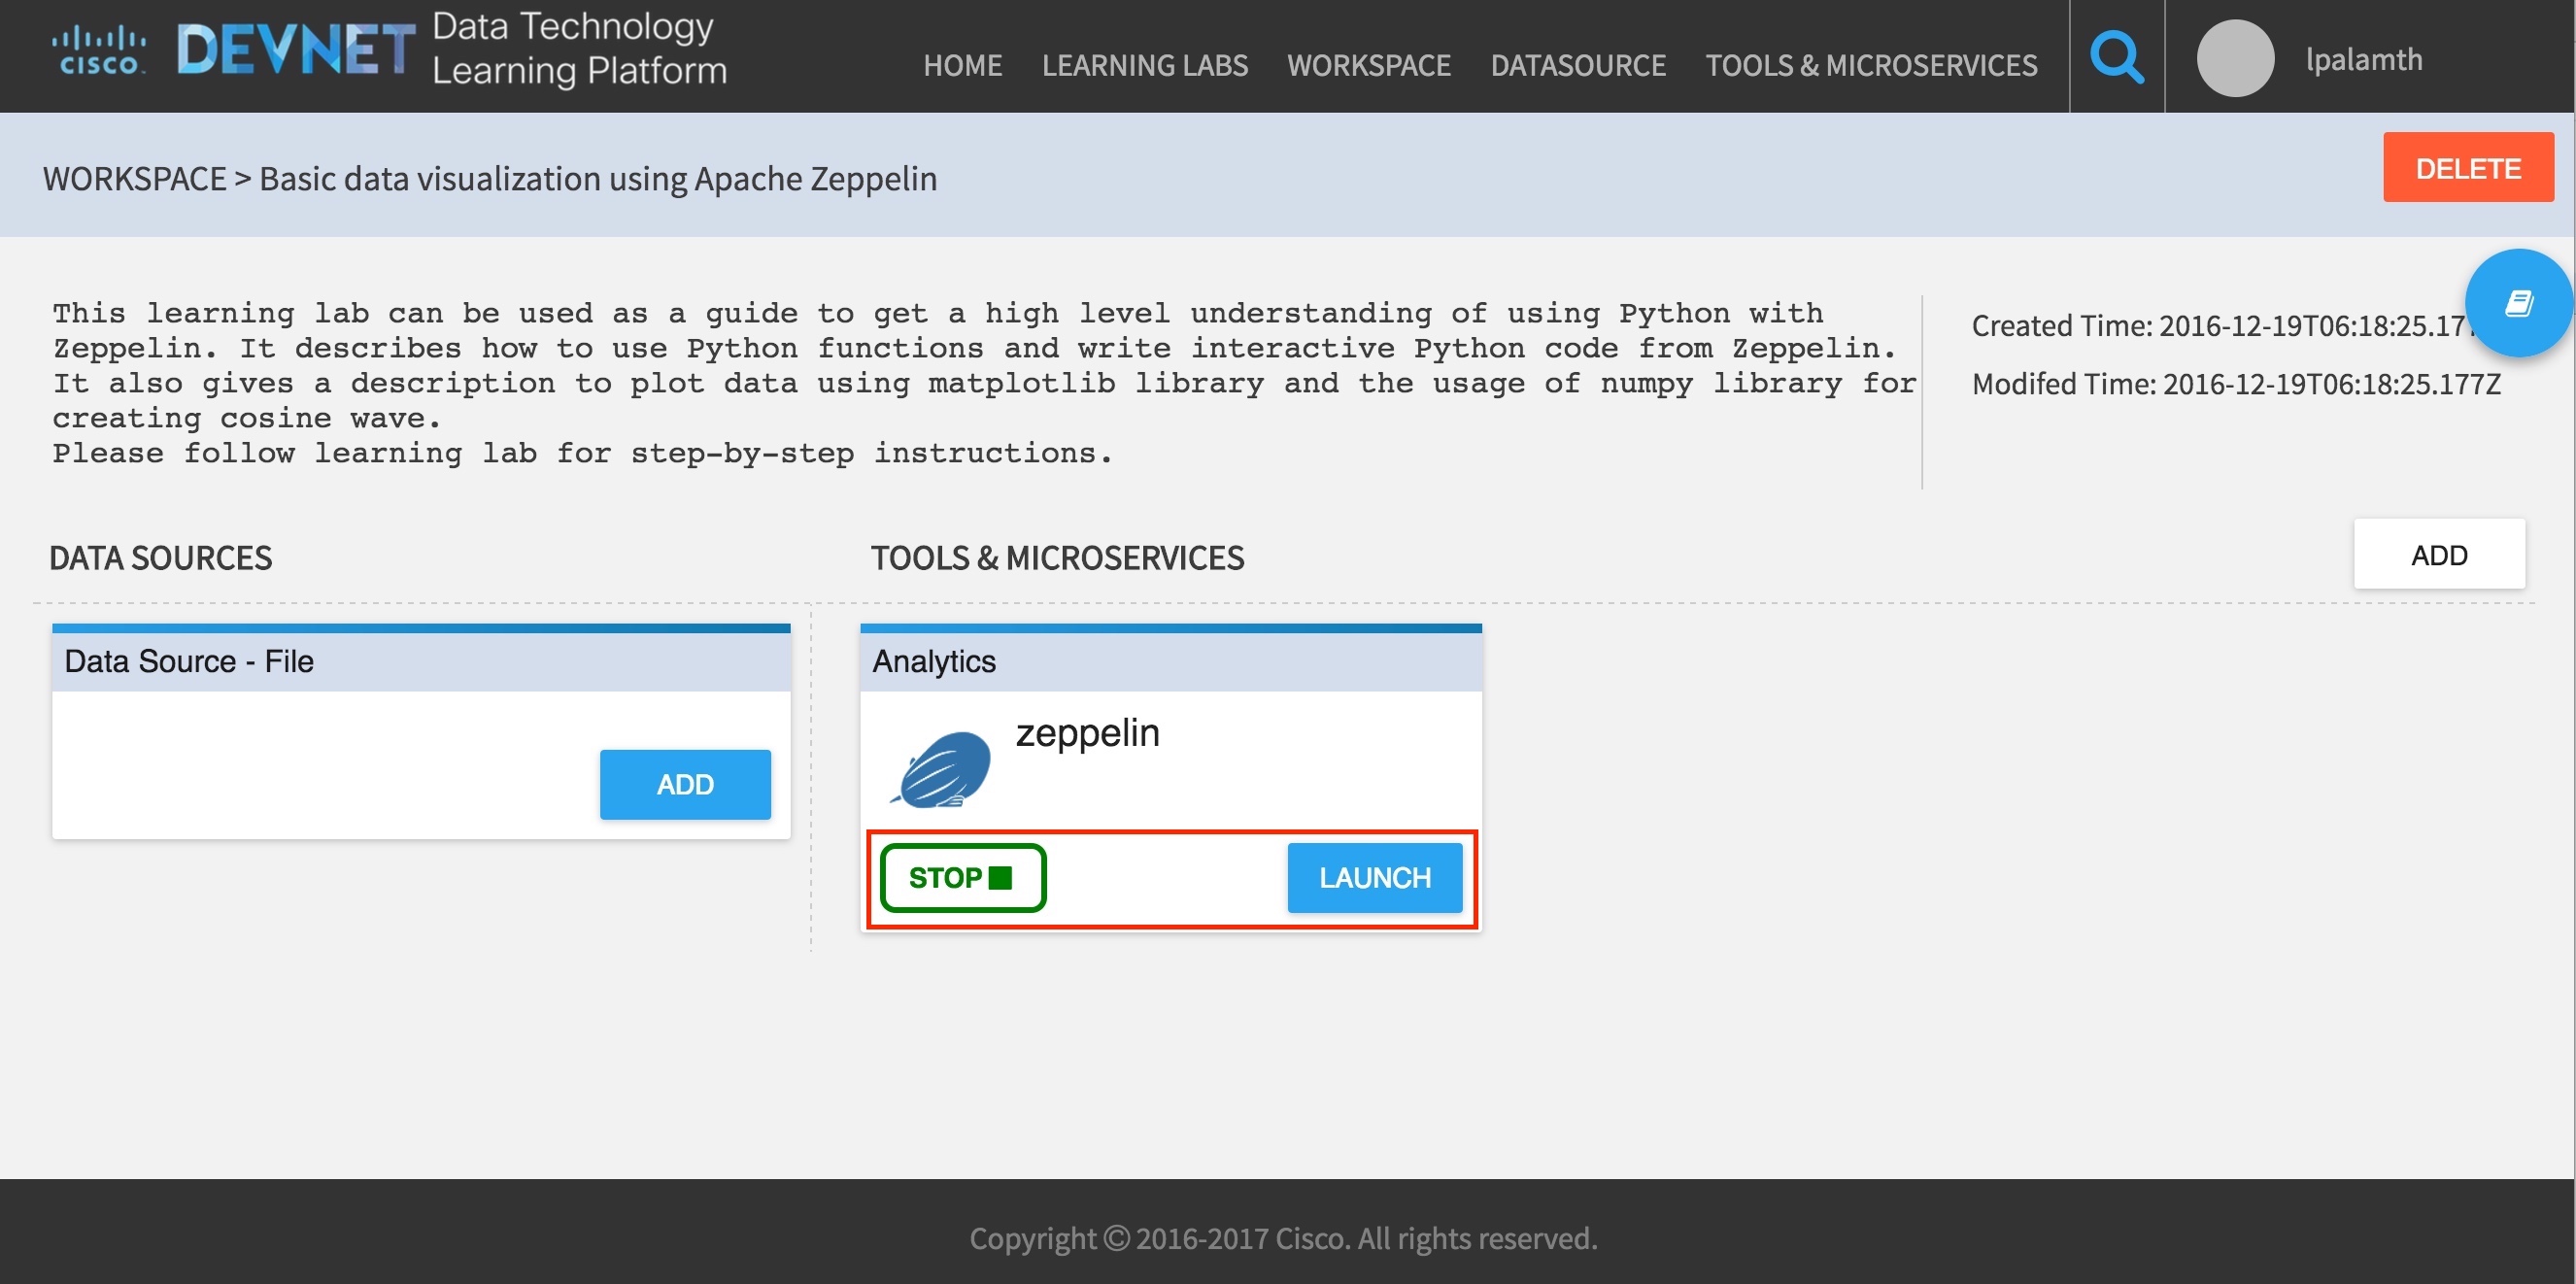 CISCO DEVNET Data Technology
Learning Platform
HOME LEARNING LABS WORKSPACE DATASOURCE TOOLS & MICROSERVICES lpalamth
WORKSPACE > Basic data visualization using Apache Zeppelin
DELETE
This learning lab can be used as a guide to get a high level understanding of using Python with
Zeppelin. It describes how to use Python functions and write interactive Python code from Zeppelin.
It also gives a description to plot data using matplotlib library and the usage of numpy library for
creating cosine wave.
Please follow learning lab for step-by-step instructions.
Created Time: 2016-12-19T06:18:25.17
Modifed Time: 2016-12-19T06:18:25.177Z
DATA SOURCES
TOOLS & MICROSERVICES
ADD
Data Source - File
ADD
Analytics
zeppelin
STOP
LAUNCH
Copyright © 2016-2017 Cisco. All rights reserved.